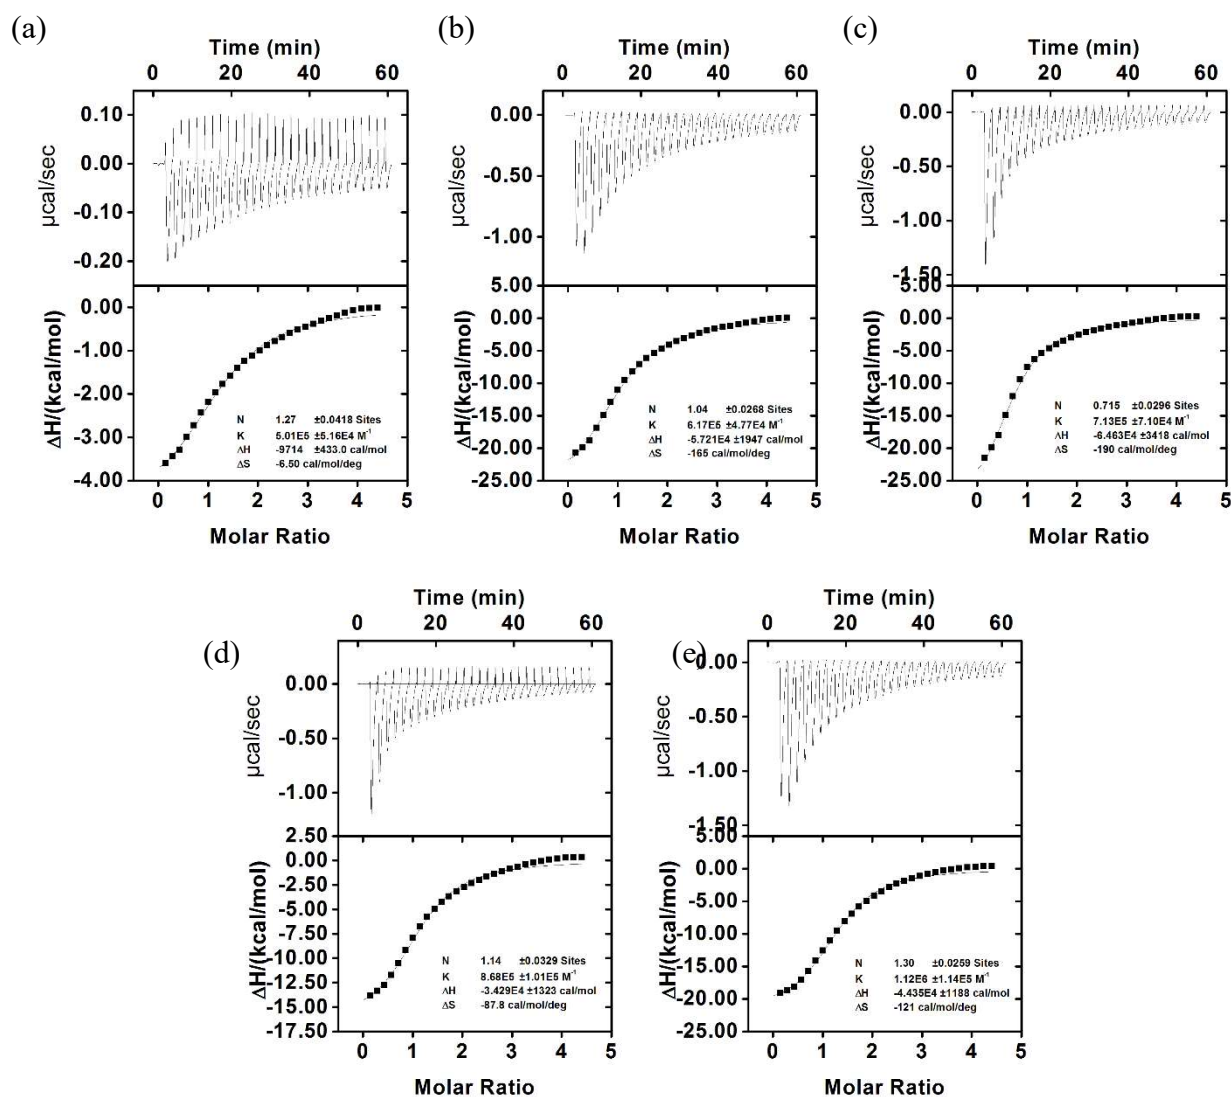 (a)
Time (min)
0 20 40 60
0.10
0.00
-0.10
-0.20
µcal/sec
0.00
-1.00
-2.00
-3.00
-4.00
ΔH/(kcal/mol)
N 1.27 ±0.0418 Sites
K 5.01E5 ±5.16E4 M⁻¹
ΔH -9714 ±433.0 cal/mol
ΔS -6.50 cal/mol/deg
0 1 2 3 4 5
Molar Ratio
(b)
Time (min)
0 20 40 60
0.00
-0.50
-1.00
µcal/sec
5.00
0.00
-5.00
-10.00
-15.00
-20.00
-25.00
ΔH/(kcal/mol)
N 1.04 ±0.0268 Sites
K 6.17E5 ±4.77E4 M⁻¹
ΔH -5.721E4 ±1947 cal/mol
ΔS -165 cal/mol/deg
0 1 2 3 4 5
Molar Ratio
(c)
Time (min)
0 20 40 60
0.00
-0.50
-1.00
-1.50
µcal/sec
5.00
0.00
-5.00
-10.00
-15.00
-20.00
-25.00
ΔH/(kcal/mol)
N 0.715 ±0.0296 Sites
K 7.13E5 ±7.10E4 M⁻¹
ΔH -6.463E4 ±3418 cal/mol
ΔS -190 cal/mol/deg
0 1 2 3 4 5
Molar Ratio
(d)
Time (min)
0 20 40 60
0.00
-0.50
-1.00
µcal/sec
2.50
0.00
-2.50
-5.00
-7.50
-10.00
-12.50
-15.00
-17.50
ΔH/(kcal/mol)
N 1.14 ±0.0329 Sites
K 8.68E5 ±1.01E5 M⁻¹
ΔH -3.429E4 ±1323 cal/mol
ΔS -87.8 cal/mol/deg
0 1 2 3 4 5
Molar Ratio
(e)
Time (min)
0 20 40 60
0.00
-0.50
-1.00
-1.50
µcal/sec
5.00
0.00
-5.00
-10.00
-15.00
-20.00
-25.00
ΔH/(kcal/mol)
N 1.30 ±0.0259 Sites
K 1.12E6 ±1.14E5 M⁻¹
ΔH -4.435E4 ±1188 cal/mol
ΔS -121 cal/mol/deg
0 1 2 3 4 5
Molar Ratio